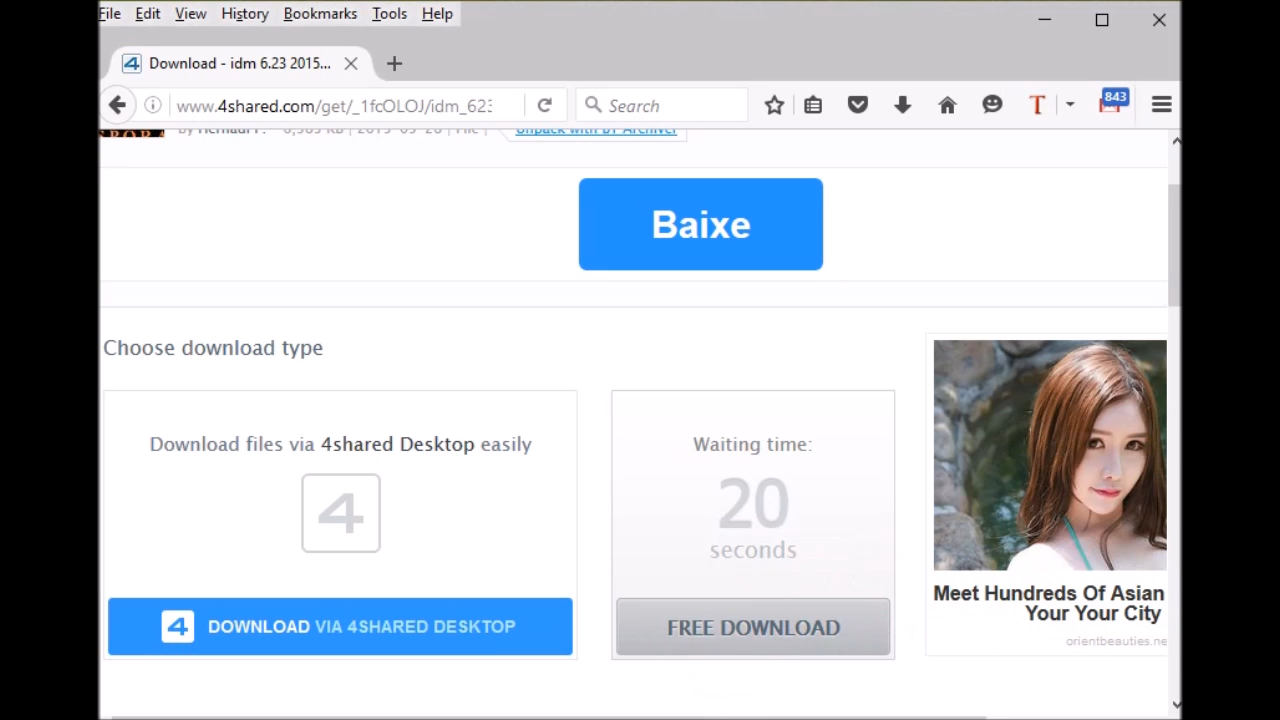 File Edit View History Bookmarks Tools Help
Download - idm 6.23 2015...
www.4shared.com/get/_1fcOLOJ/idm_623
Search
843
Unpack with BT Archiver
Baixe
Choose download type
Download files via 4shared Desktop easily
4
4 DOWNLOAD VIA 4SHARED DESKTOP
Waiting time:
20
seconds
FREE DOWNLOAD
Meet Hundreds Of Asian
Your Your City
orientbeauties.ne